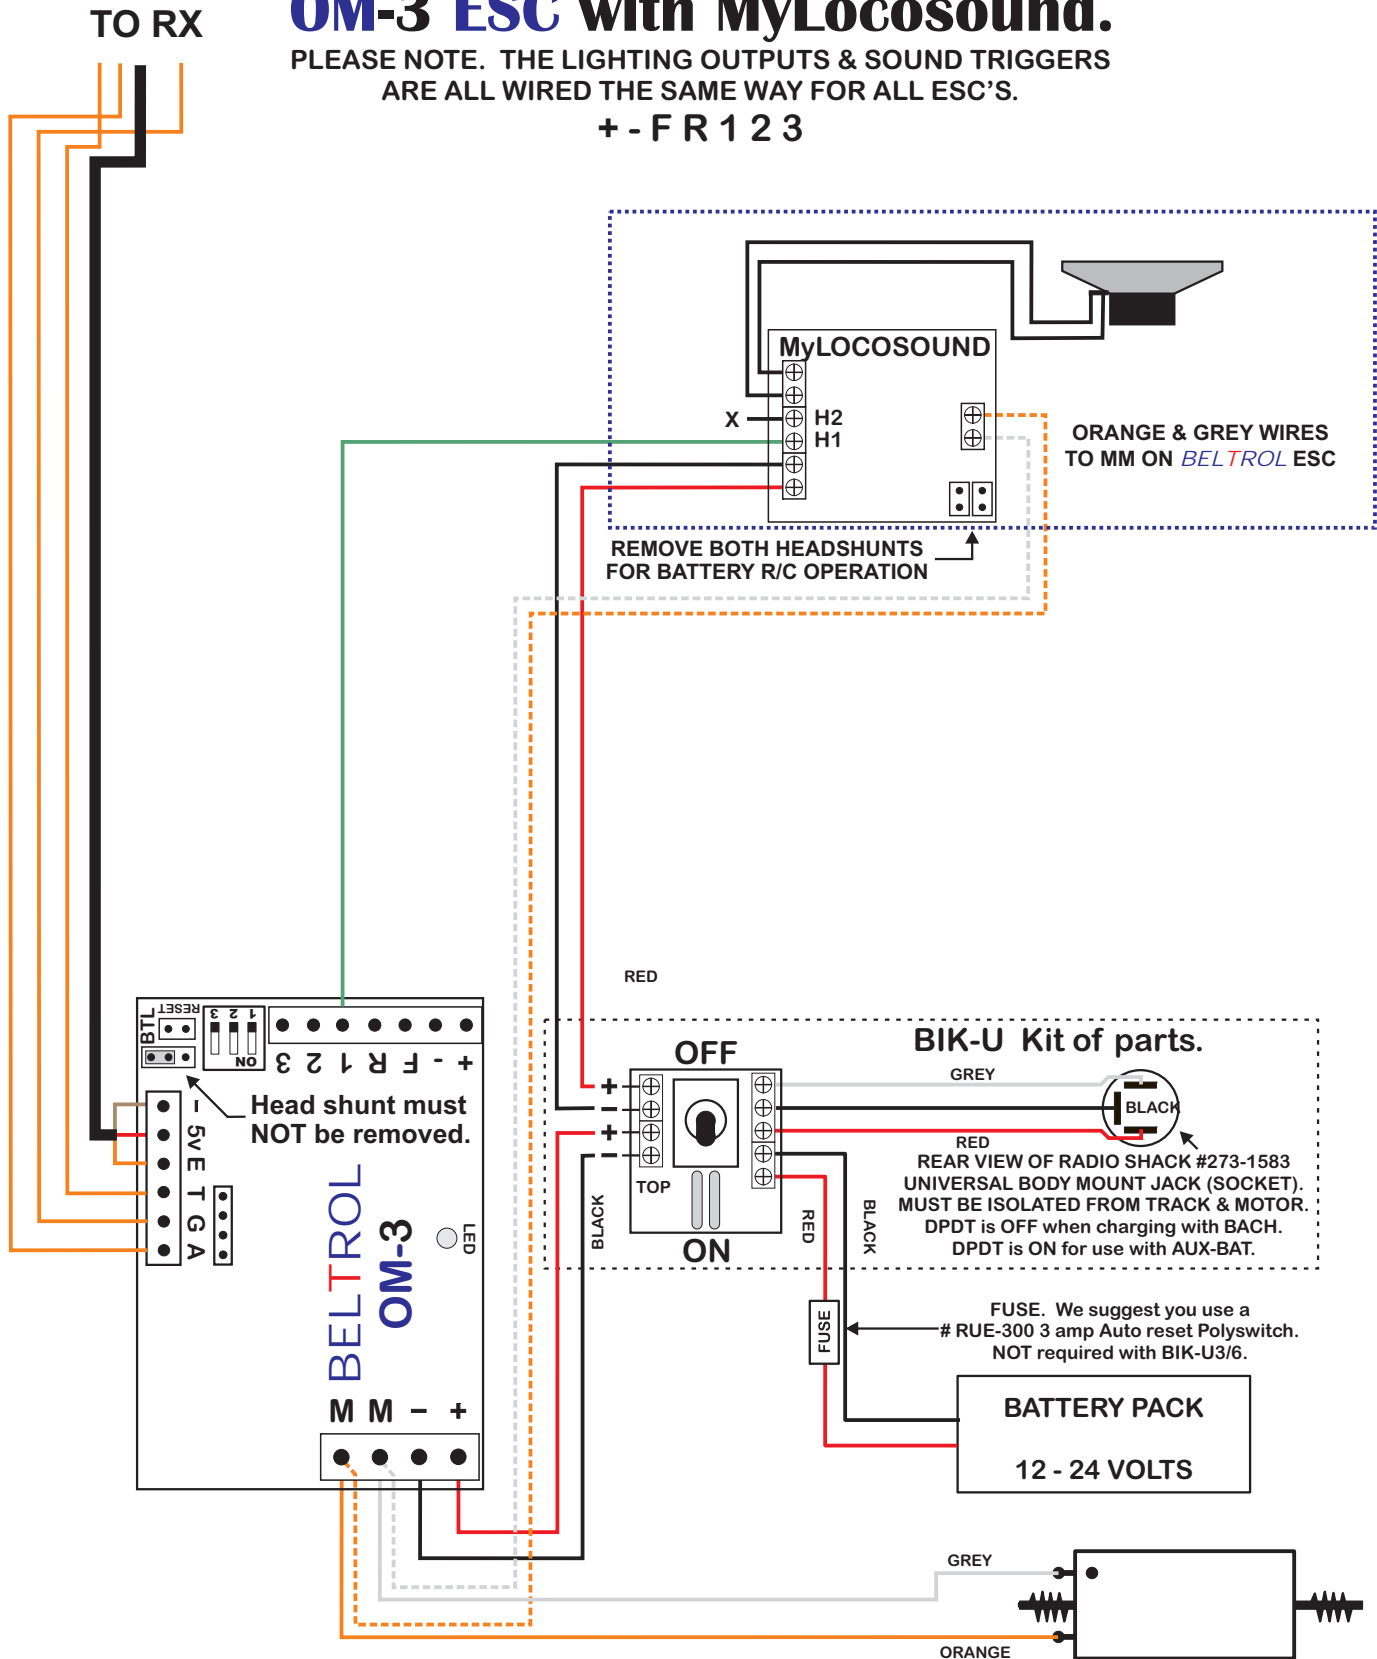 TO RX
OM-3 ESC with MyLocosound.
PLEASE NOTE. THE LIGHTING OUTPUTS & SOUND TRIGGERS
ARE ALL WIRED THE SAME WAY FOR ALL ESC'S.
+ - F R 1 2 3
MyLOCOSOUND
X
H2
H1
ORANGE & GREY WIRES
TO MM ON BELTROL ESC
REMOVE BOTH HEADSHUNTS
FOR BATTERY R/C OPERATION
RED
BTL
RESET
3 2 1
ON
3 2 1 R F - +
Head shunt must
NOT be removed.
- 5v E T G A
BELTROL
OM-3
LED
M M - +
BIK-U Kit of parts.
OFF
+
-
+
-
TOP
ON
GREY
BLACK
RED
BLACK
RED
BLACK
REAR VIEW OF RADIO SHACK #273-1583
UNIVERSAL BODY MOUNT JACK (SOCKET).
MUST BE ISOLATED FROM TRACK & MOTOR.
DPDT is OFF when charging with BACH.
DPDT is ON for use with AUX-BAT.
FUSE
FUSE. We suggest you use a
# RUE-300 3 amp Auto reset Polyswitch.
NOT required with BIK-U3/6.
BATTERY PACK
12 - 24 VOLTS
GREY
ORANGE